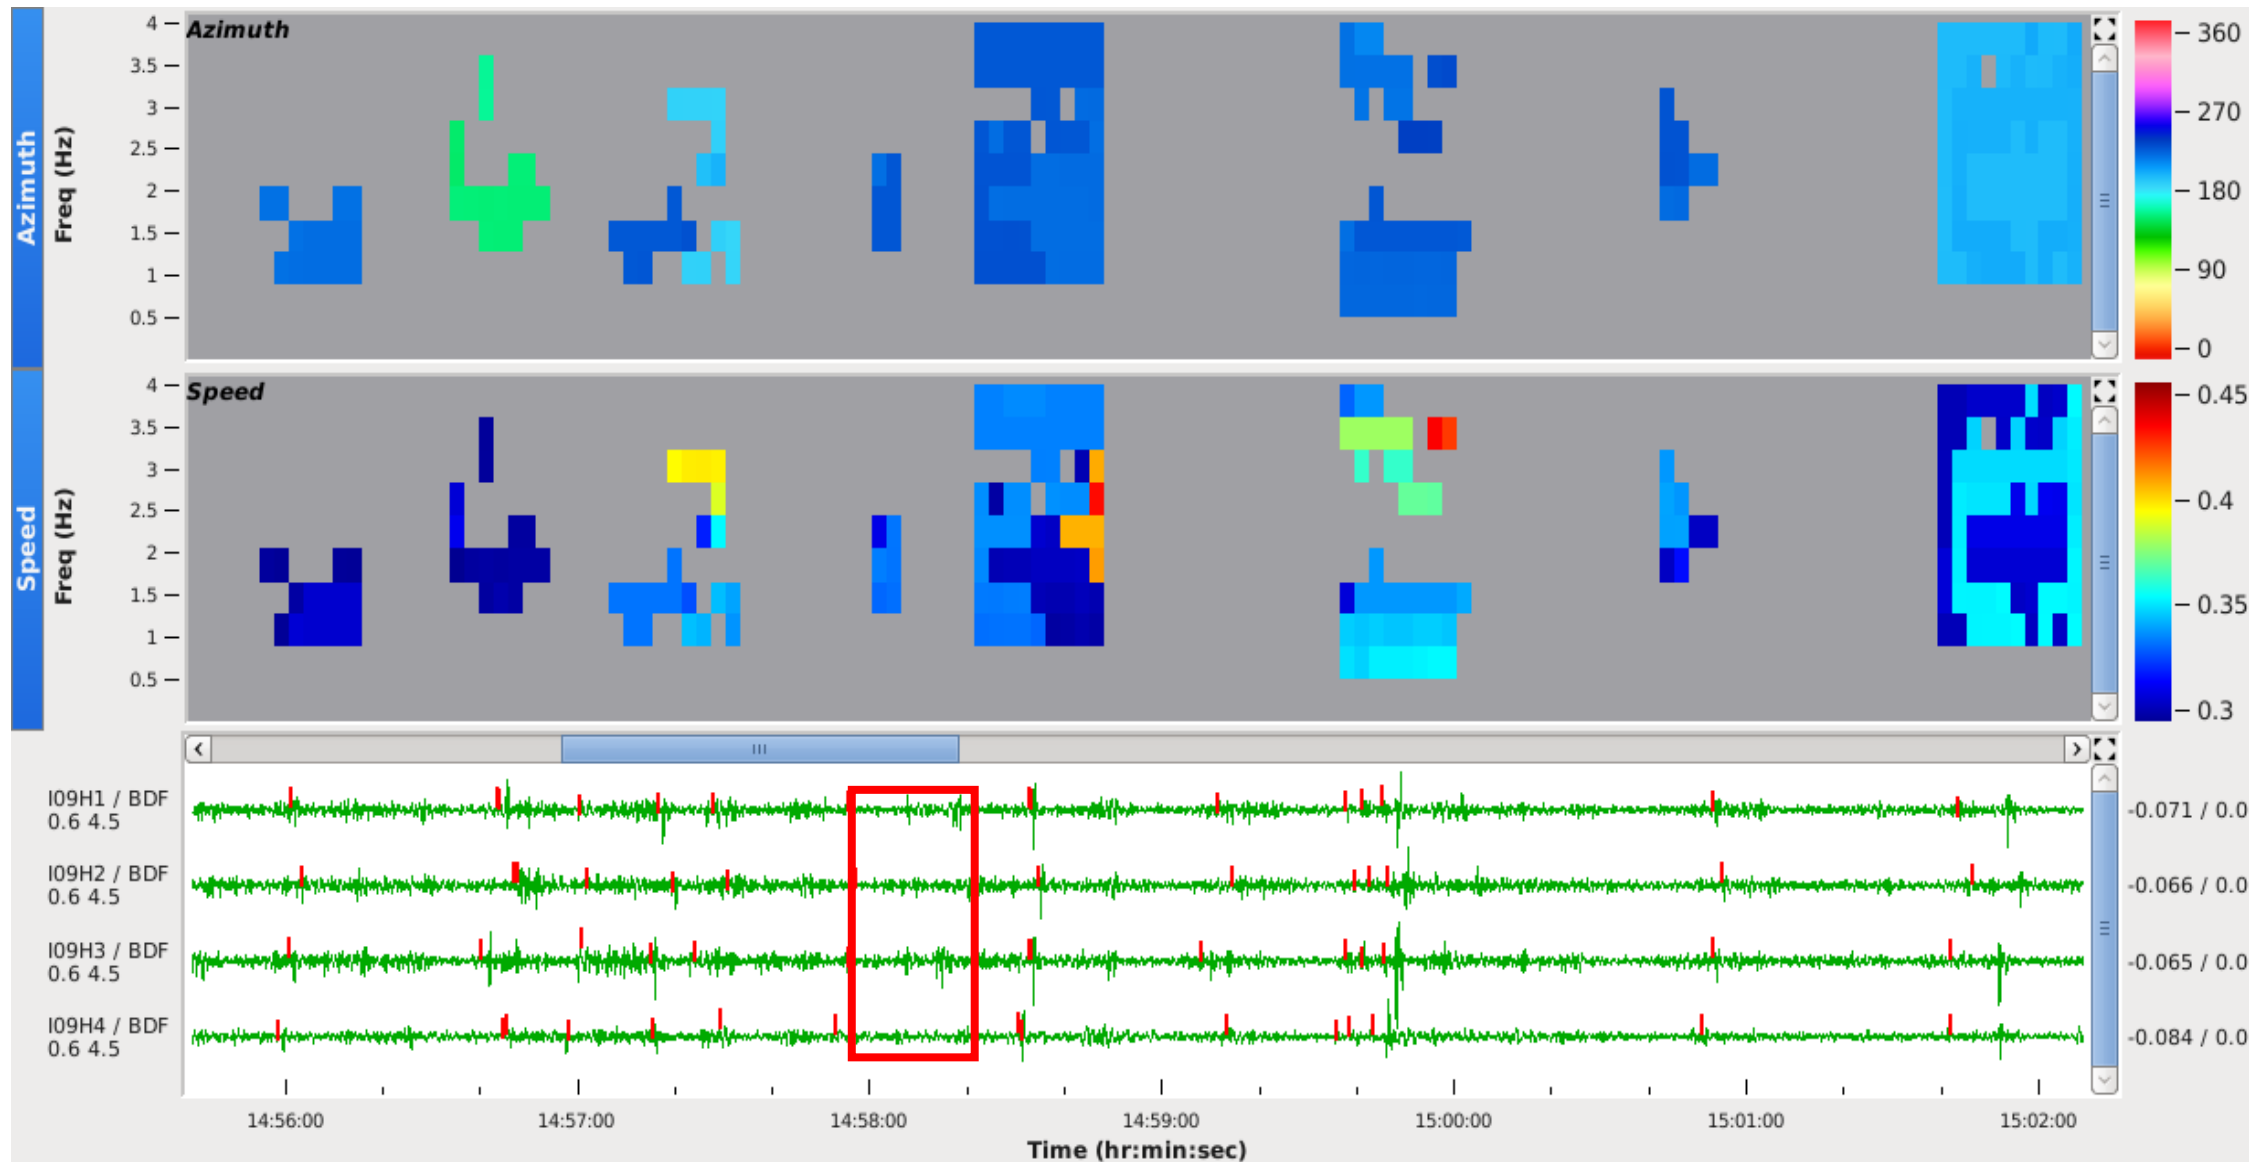 Azimuth
Azimuth
Freq (Hz)
4
3.5
3
2.5
2
1.5
1
0.5
360
270
180
90
0
Speed
Speed
Freq (Hz)
4
3.5
3
2.5
2
1.5
1
0.5
0.45
0.4
0.35
0.3
I09H1 / BDF
0.6 4.5
-0.071 / 0.0
I09H2 / BDF
0.6 4.5
-0.066 / 0.0
I09H3 / BDF
0.6 4.5
-0.065 / 0.0
I09H4 / BDF
0.6 4.5
-0.084 / 0.0
14:56:00 14:57:00 14:58:00 14:59:00 15:00:00 15:01:00 15:02:00
Time (hr:min:sec)